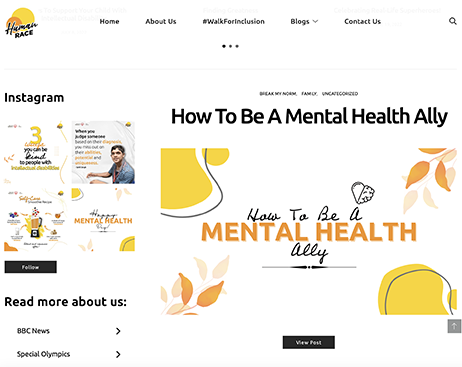 Human
RACE
Home
About Us
#WalkForInclusion
Blogs
Contact Us
Instagram
3
you can be
kind
to people with
intellectual disabilities
When you
judge someone
based on their diagnosis,
you miss out on
their abilities,
potential and
uniqueness.
Self-Care
Happy
MENTAL HEALTH
Day!
Follow
Read more about us:
BBC News
Special Olympics
BREAK MY NORM, FAMILY, UNCATEGORIZED
How To Be A Mental Health Ally
How To Be A
MENTAL HEALTH
Ally
View Post